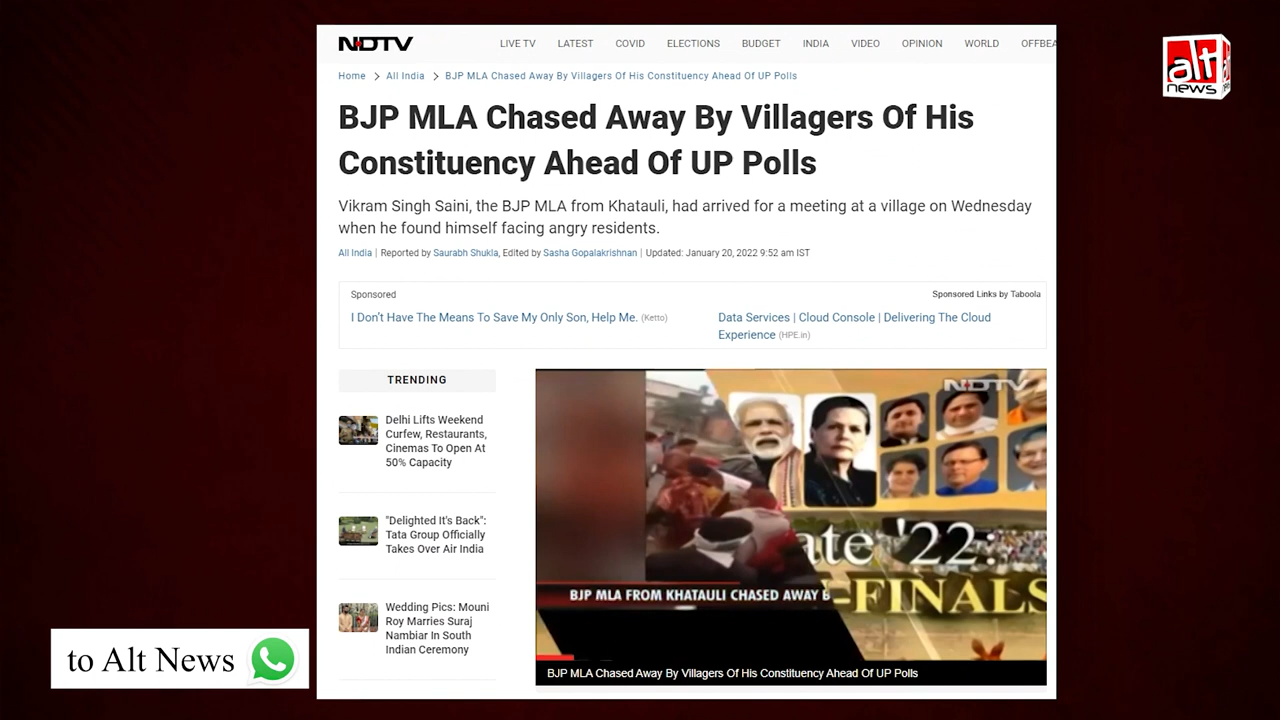 NDTV
LIVE TV LATEST COVID ELECTIONS BUDGET INDIA VIDEO OPINION WORLD OFFBEA
alt
news
Home > All India > BJP MLA Chased Away By Villagers Of His Constituency Ahead Of UP Polls
BJP MLA Chased Away By Villagers Of His
Constituency Ahead Of UP Polls
Vikram Singh Saini, the BJP MLA from Khatauli, had arrived for a meeting at a village on Wednesday
when he found himself facing angry residents.
All India | Reported by Saurabh Shukla, Edited by Sasha Gopalakrishnan | Updated: January 20, 2022 9:52 am IST
Sponsored
Sponsored Links by Taboola
I Don't Have The Means To Save My Only Son, Help Me. (Ketto)
Data Services | Cloud Console | Delivering The Cloud
Experience (HPE.in)
TRENDING
Delhi Lifts Weekend
Curfew, Restaurants,
Cinemas To Open At
50% Capacity
"Delighted It's Back":
Tata Group Officially
Takes Over Air India
Wedding Pics: Mouni
Roy Marries Suraj
Nambiar In South
Indian Ceremony
NDTV
ate '22:
-FINALS
BJP MLA FROM KHATAULI CHASED AWAY B
BJP MLA Chased Away By Villagers Of His Constituency Ahead Of UP Polls
to Alt News